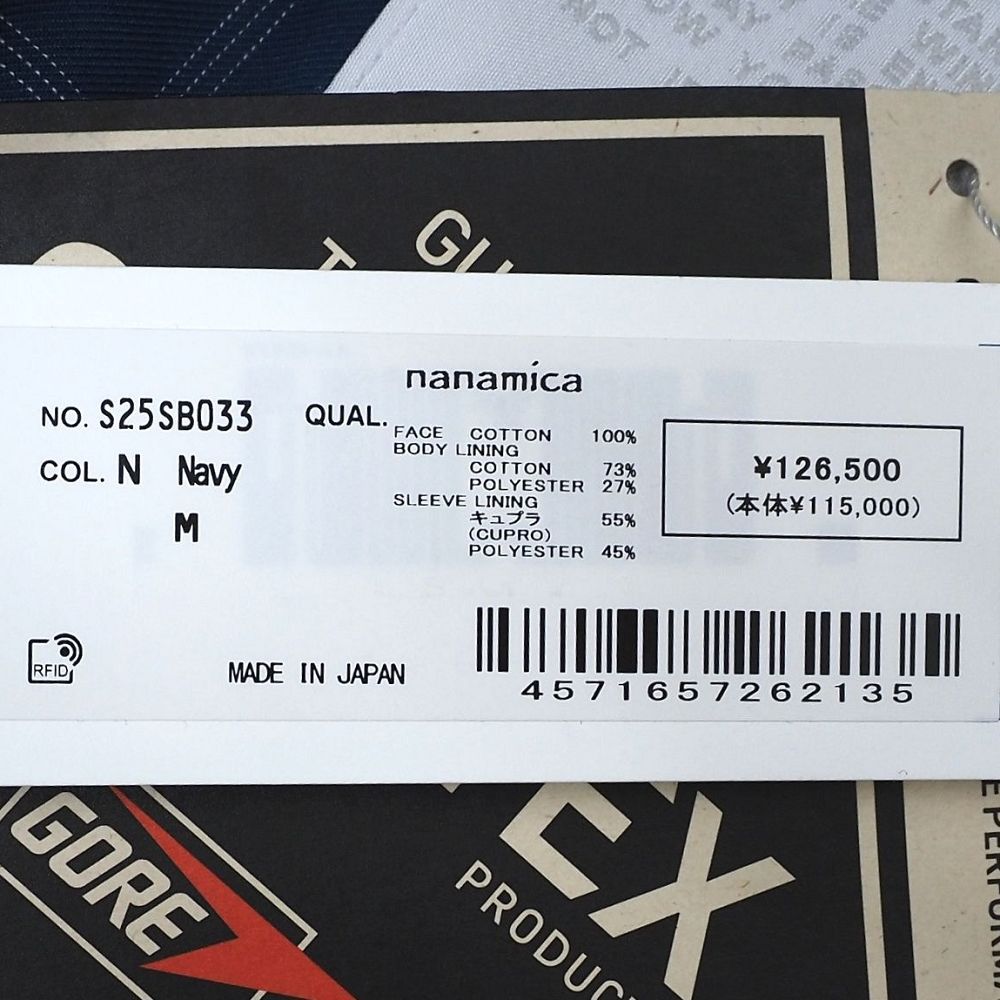 GU
T
nanamica
NO. S25SB033
COL. N Navy
M
QUAL.
FACE COTTON 100%
BODY LINING
COTTON 73%
POLYESTER 27%
SLEEVE LINING
キュプラ 55%
(CUPRO)
POLYESTER 45%
¥126,500
(本体¥115,000)
RFID
MADE IN JAPAN
4571657262135
GORE
EX
PRODUC
E PERFORMA